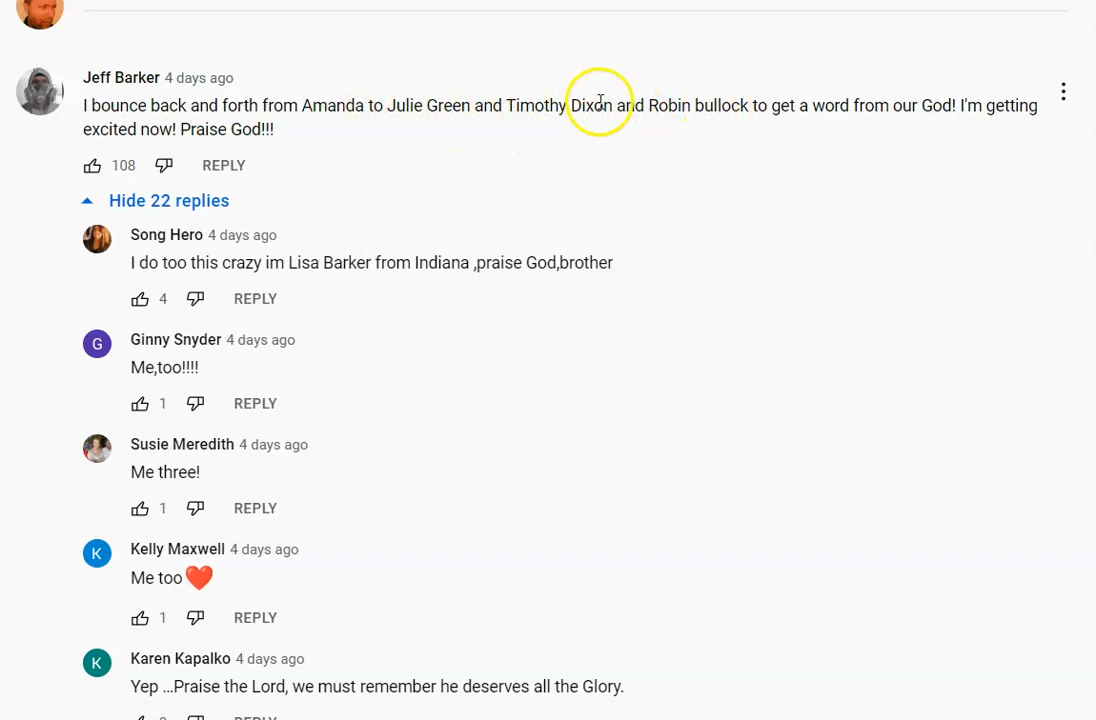 Jeff Barker 4 days ago
I bounce back and forth from Amanda to Julie Green and Timothy Dixon and Robin bullock to get a word from our God! I'm getting
excited now! Praise God!!!
108 REPLY
Hide 22 replies
Song Hero 4 days ago
I do too this crazy im Lisa Barker from Indiana ,praise God,brother
4 REPLY
G
Ginny Snyder 4 days ago
Me,too!!!!
1 REPLY
Susie Meredith 4 days ago
Me three!
1 REPLY
K
Kelly Maxwell 4 days ago
Me too❤️
1 REPLY
K
Karen Kapalko 4 days ago
Yep ...Praise the Lord, we must remember he deserves all the Glory.